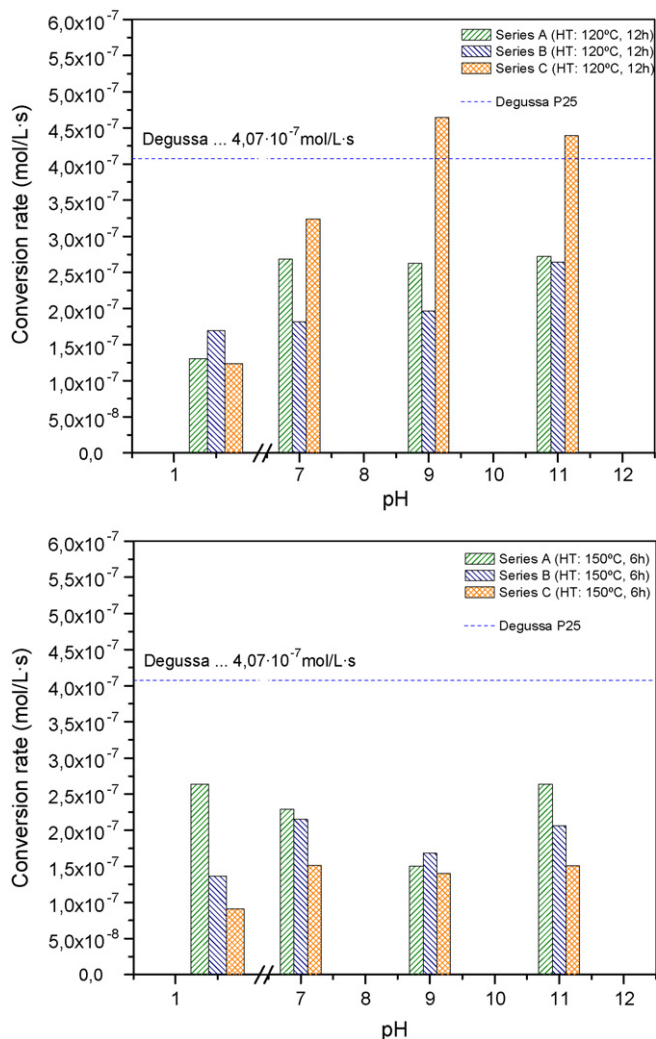 6,0x10⁻⁷
5,5x10⁻⁷
5,0x10⁻⁷
4,5x10⁻⁷
4,0x10⁻⁷
3,5x10⁻⁷
3,0x10⁻⁷
2,5x10⁻⁷
2,0x10⁻⁷
1,5x10⁻⁷
1,0x10⁻⁷
5,0x10⁻⁸
0,0
Conversion rate (mol/L·s)
Series A (HT: 120ºC, 12h)
Series B (HT: 120ºC, 12h)
Series C (HT: 120ºC, 12h)
Degussa P25
Degussa ... 4,07·10⁻⁷mol/L·s
1 7 8 9 10 11 12
pH
6,0x10⁻⁷
5,5x10⁻⁷
5,0x10⁻⁷
4,5x10⁻⁷
4,0x10⁻⁷
3,5x10⁻⁷
3,0x10⁻⁷
2,5x10⁻⁷
2,0x10⁻⁷
1,5x10⁻⁷
1,0x10⁻⁷
5,0x10⁻⁸
0,0
Conversion rate (mol/L·s)
Series A (HT: 150ºC, 6h)
Series B (HT: 150ºC, 6h)
Series C (HT: 150ºC, 6h)
Degussa P25
Degussa ... 4,07·10⁻⁷mol/L·s
1 7 8 9 10 11 12
pH